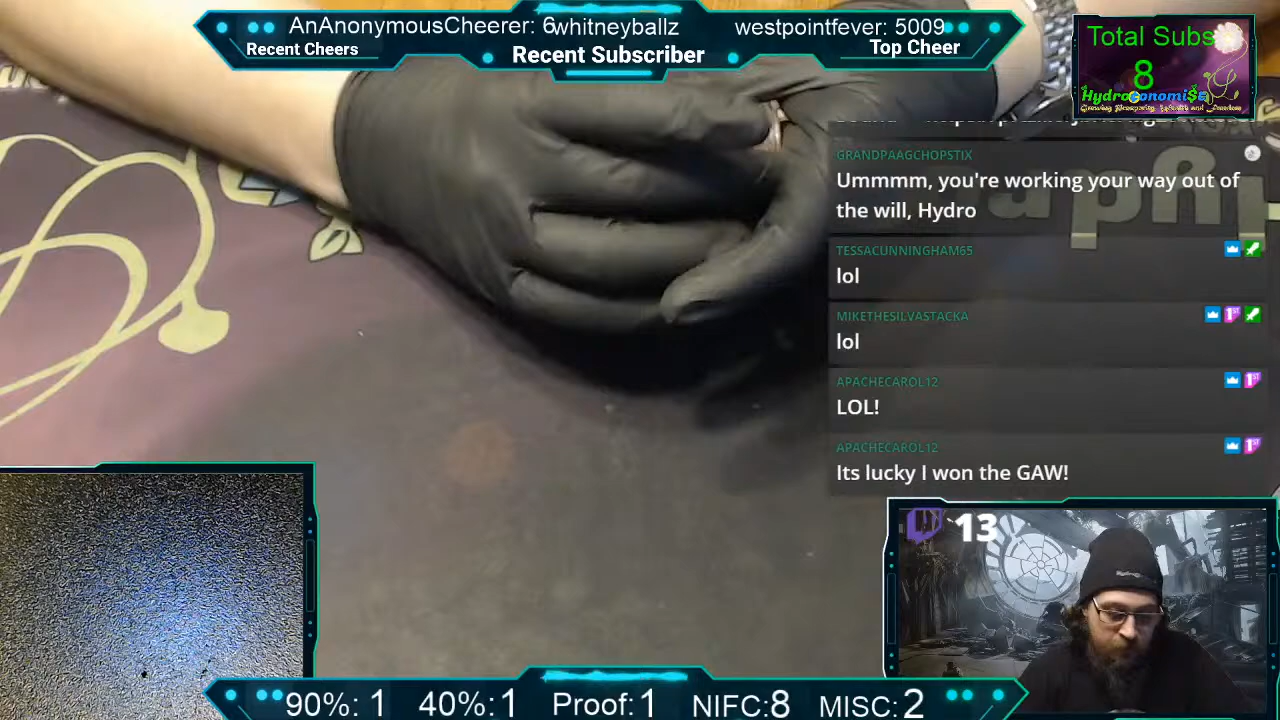 AnAnonymousCheerer: 6
Recent Cheers
whitneyballz
Recent Subscriber
westpointfever: 5009
Top Cheer
Total Subs
8
Hydroconomi$e
GRANDPAAGCHOPSTIX
Ummmm, you're working your way out of
the will, Hydro
TESSACUNNINGHAM65
lol
MIKETHESILVASTACKA
lol
APACHECAROL12
LOL!
APACHECAROL12
Its lucky I won the GAW!
13
90%: 1
40%: 1
Proof: 1
NIFC:8
MISC: 2